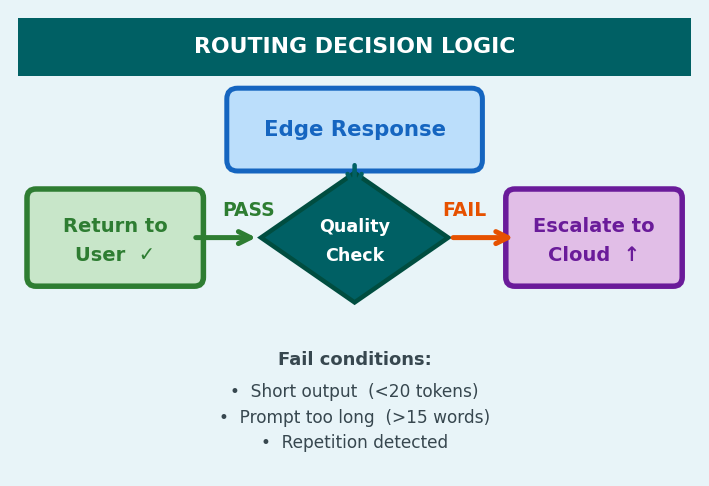 ROUTING DECISION LOGIC
Edge Response
PASS
FAIL
Return to
User ✓
Quality
Check
Escalate to
Cloud ↑
Fail conditions:
• Short output (<20 tokens)
• Prompt too long (>15 words)
• Repetition detected